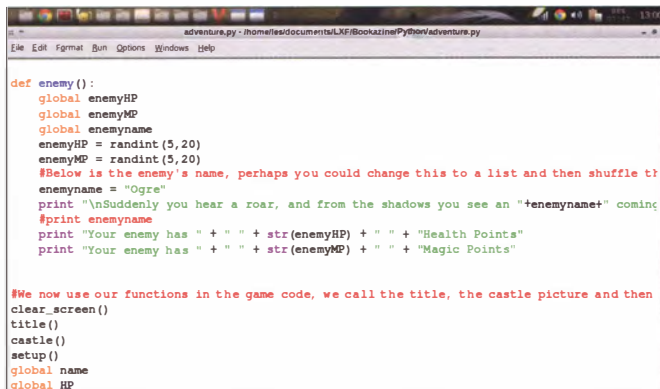 13:00
adventure.py - /home/les/documents/LXF/Bookazine/Python/adventure.py
File Edit Format Run Options Windows Help
def enemy():
    global enemyHP
    global enemyMP
    global enemyname
    enemyHP = randint(5,20)
    enemyMP = randint(5,20)
    #Below is the enemy's name, perhaps you could change this to a list and then shuffle th
    enemyname = "Ogre"
    print "\nSuddenly you hear a roar, and from the shadows you see an "+enemyname+" coming
    #print enemyname
    print "Your enemy has " + " " + str(enemyHP) + " " + "Health Points"
    print "Your enemy has " + " " + str(enemyMP) + " " + "Magic Points"
#We now use our functions in the game code, we call the title, the castle picture and then
clear_screen()
title()
castle()
setup()
global name
global HP